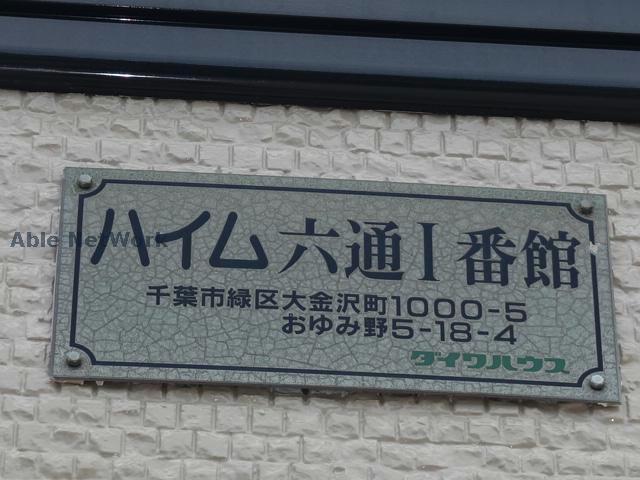 ハイム六通Ⅰ番館
千葉市緑区大金沢町1000-5
おゆみ野5-18-4
ダイワハウス
Able NetWork